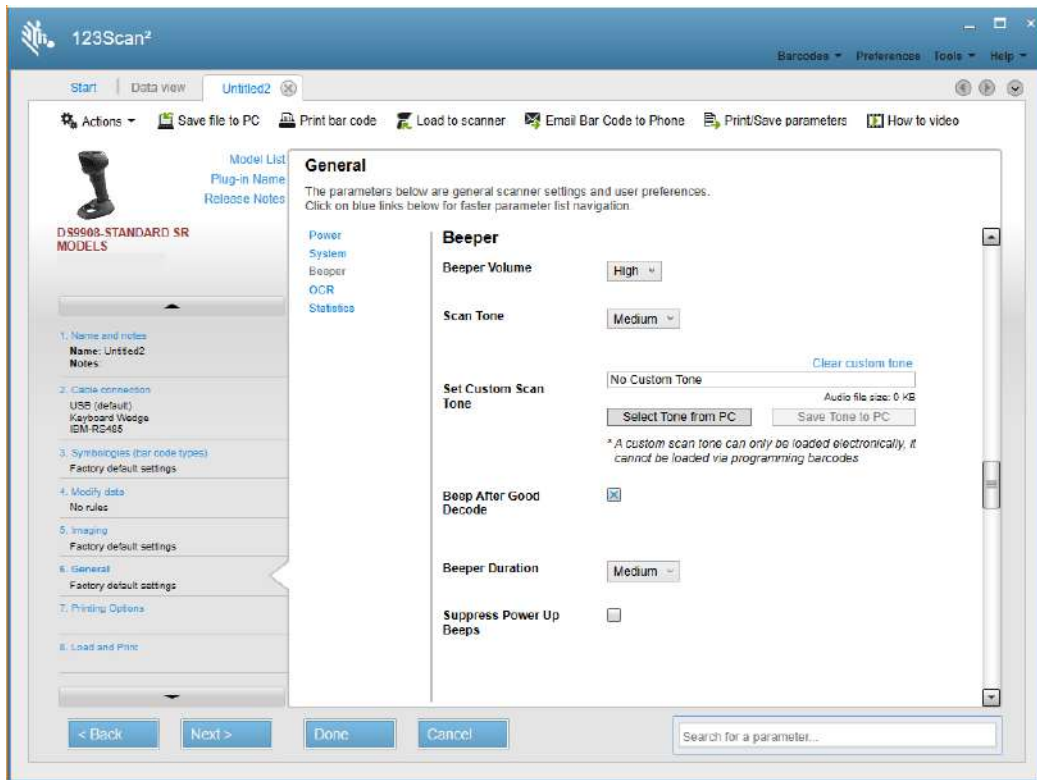 123Scan²
Barcodes Preferences Tools Help
Start Data view Untitled2
Actions Save file to PC Print bar code Load to scanner Email Bar Code to Phone Print/Save parameters How to video
Model List
Plug-in Name
Release Notes
DS9908-STANDARD SR
MODELS
1. Name and notes
Name: Untitled2
Notes:
2. Cable connection
USB (default)
Keyboard Wedge
IBM-RS485
3. Symbologies (bar code types)
Factory default settings
4. Modify data
No rules
5. Imaging
Factory default settings
6. General
Factory default settings
7. Printing Options
8. Load and Print
General
The parameters below are general scanner settings and user preferences.
Click on blue links below for faster parameter list navigation.
Power
System
Beeper
OCR
Statistics
Beeper
Beeper Volume High
Scan Tone Medium
Clear custom tone
Set Custom Scan
Tone
No Custom Tone
Audio file size: 0 KB
Select Tone from PC Save Tone to PC
* A custom scan tone can only be loaded electronically, it
cannot be loaded via programming barcodes
Beep After Good
Decode
Beeper Duration Medium
Suppress Power Up
Beeps
< Back Next > Done Cancel Search for a parameter...